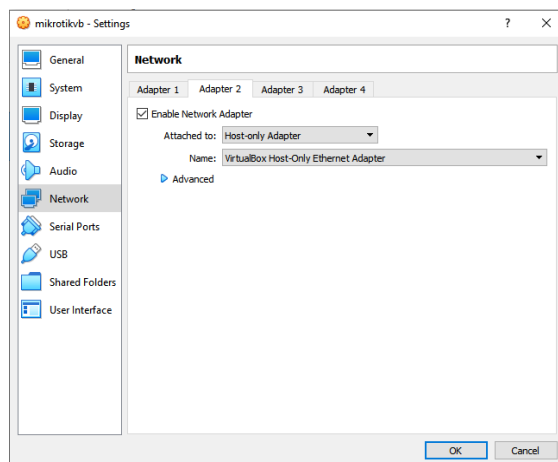 mikrotikvb - Settings
General
System
Display
Storage
Audio
Network
Serial Ports
USB
Shared Folders
User Interface
Network
Adapter 1 Adapter 2 Adapter 3 Adapter 4
Enable Network Adapter
Attached to: Host-only Adapter
Name: VirtualBox Host-Only Ethernet Adapter
Advanced
OK Cancel